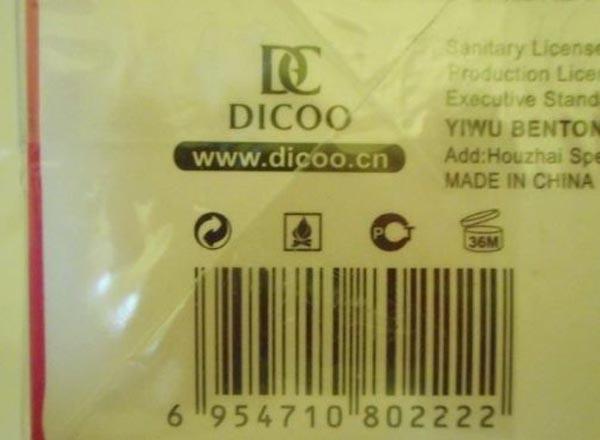 DC
DICOO
www.dicoo.cn
Sanitary License
Production Licen
Executive Standa
YIWU BENTON
Add:Houzhai Spe
MADE IN CHINA
PCT
36M
6 954710 802222